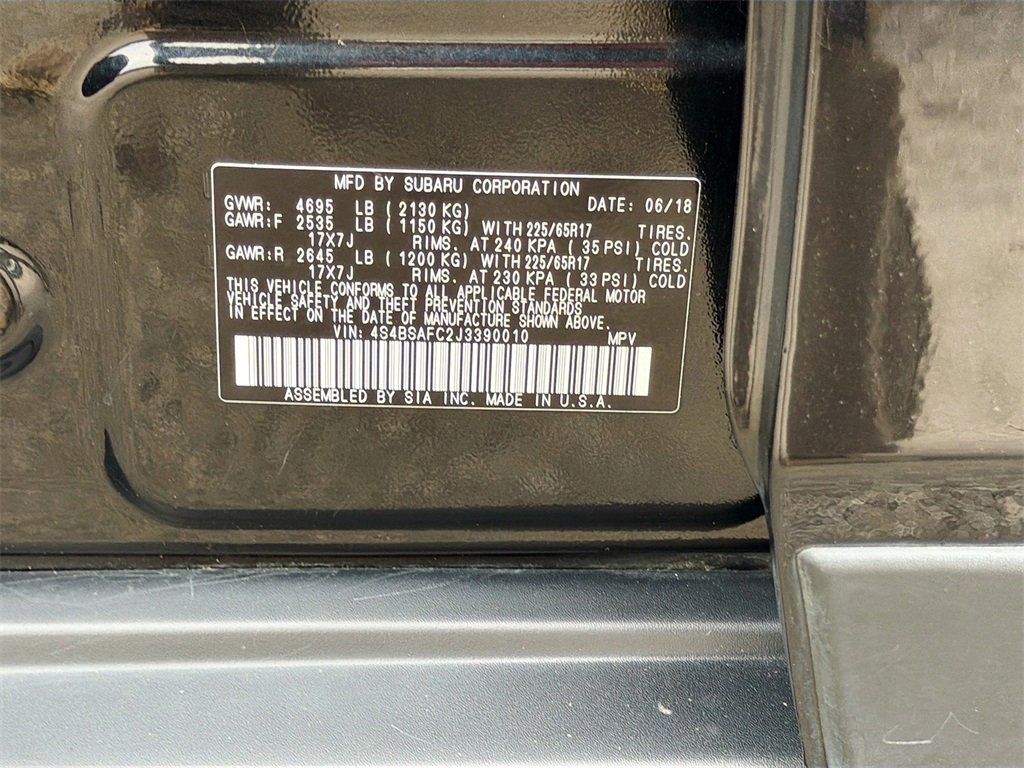 MFD BY SUBARU CORPORATION
GVWR: 4695 LB ( 2130 KG) DATE: 06/18
GAWR:F 2535 LB ( 1150 KG) WITH 225/65R17 TIRES.
17X7J RIMS. AT 240 KPA ( 35 PSI) COLD
GAWR:R 2645 LB ( 1200 KG) WITH 225/65R17 TIRES.
17X7J RIMS. AT 230 KPA ( 33 PSI) COLD
THIS VEHICLE CONFORMS TO ALL APPLICABLE FEDERAL MOTOR
VEHICLE SAFETY AND THEFT PREVENTION STANDARDS
IN EFFECT ON THE DATE OF MANUFACTURE SHOWN ABOVE.
VIN: 4S4BSAFC2J3390010 MPV
ASSEMBLED BY SIA INC. MADE IN U.S.A.